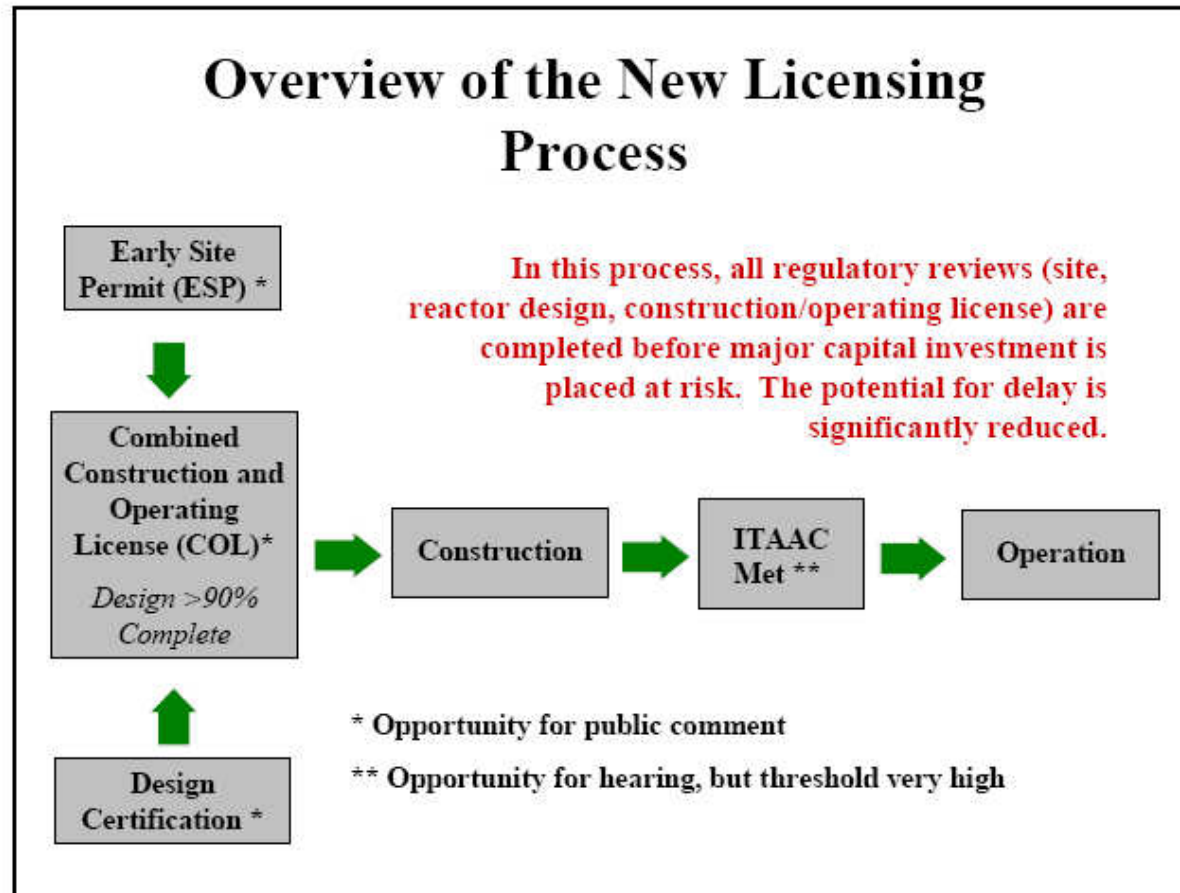 Overview of the New Licensing
Process
Early Site
Permit (ESP) *
In this process, all regulatory reviews (site,
reactor design, construction/operating license) are
completed before major capital investment is
placed at risk.  The potential for delay is
significantly reduced.
Combined
Construction and
Operating
License (COL)*
Design >90%
Complete
Construction
ITAAC
Met **
Operation
Design
Certification *
* Opportunity for public comment
** Opportunity for hearing, but threshold very high